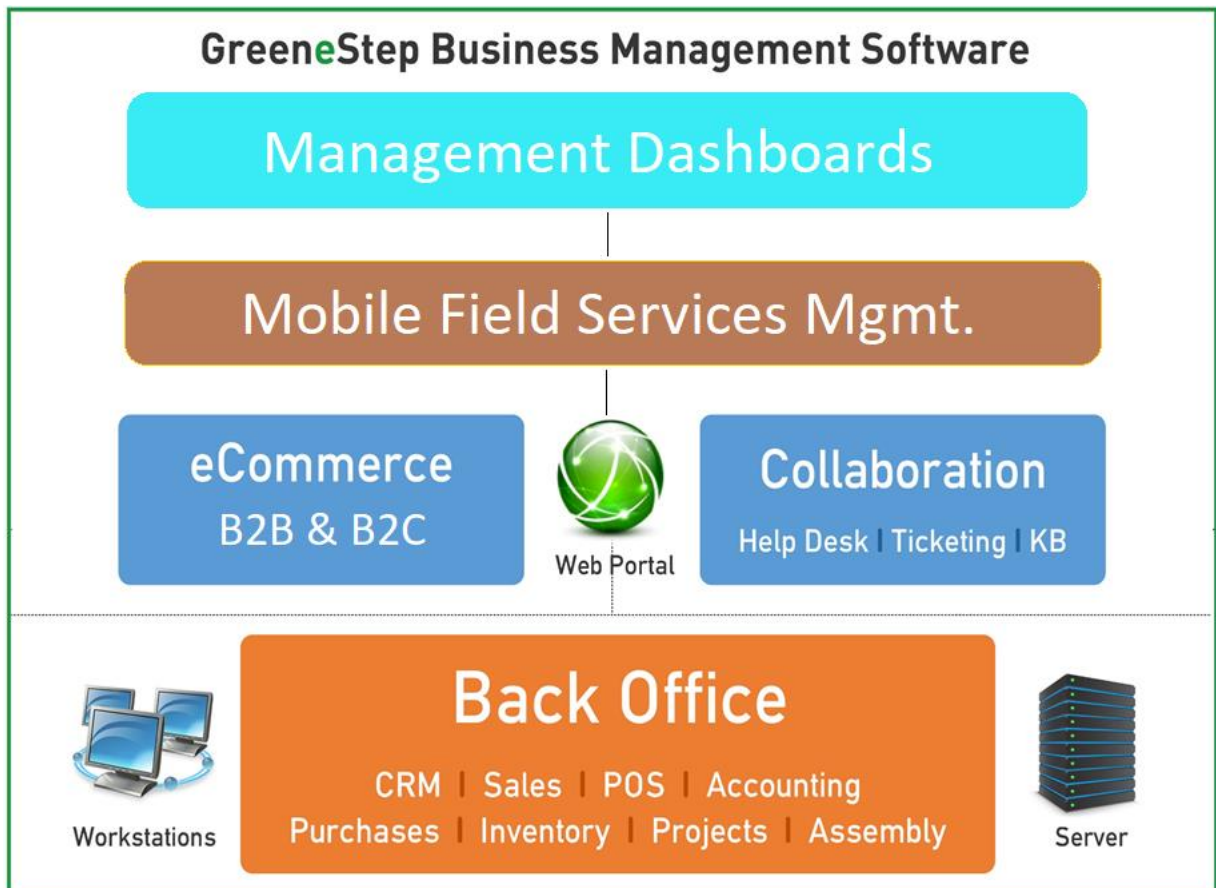 GreeneStep Business Management Software
Management Dashboards
Mobile Field Services Mgmt.
eCommerce
B2B & B2C
Web Portal
Collaboration
Help Desk | Ticketing | KB
Back Office
CRM | Sales | POS | Accounting
Purchases | Inventory | Projects | Assembly
Workstations
Server